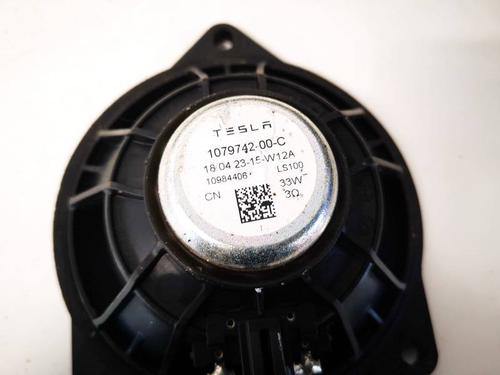 TESLA
1079742-00-C
18.04.23-15-W12A
10984406 LS100
CN 33W
3Ω